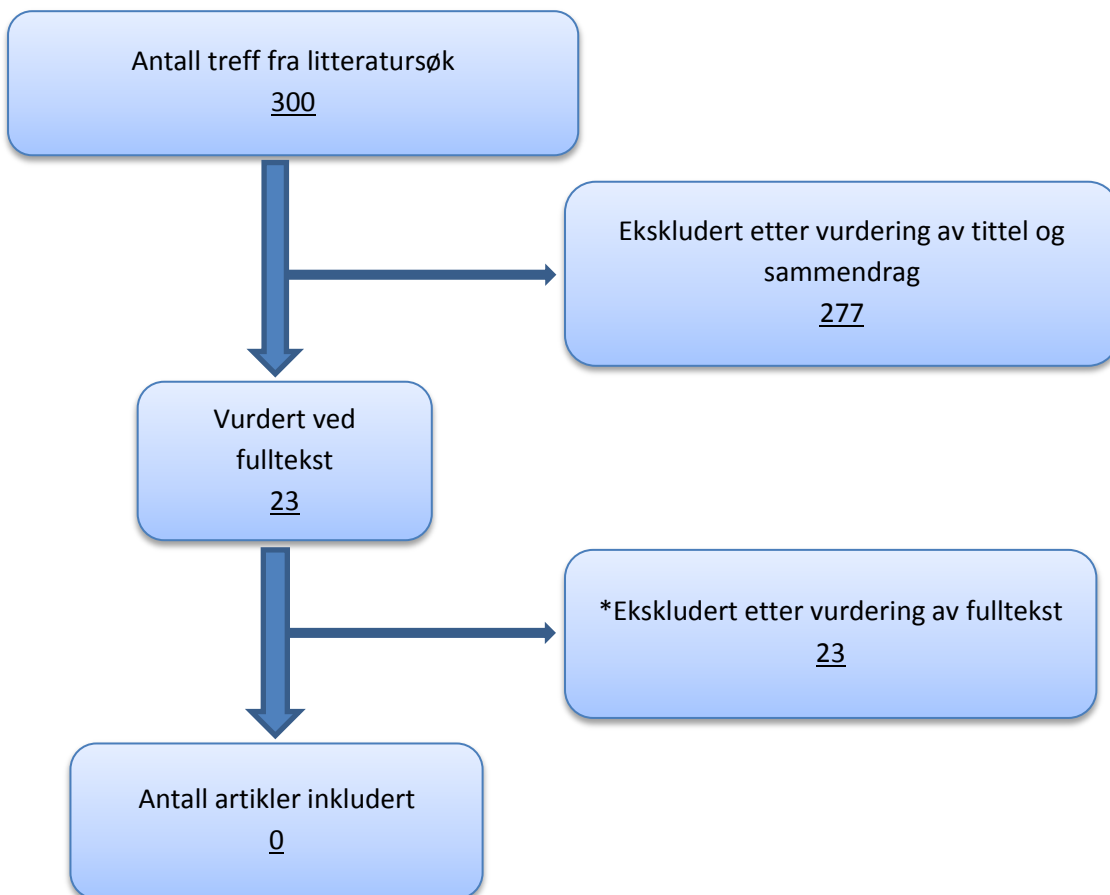 Antall treff fra litteratursøk
300
Ekskludert etter vurdering av tittel og
sammendrag
277
Vurdert ved
fulltekst
23
*Ekskludert etter vurdering av fulltekst
23
Antall artikler inkludert
0